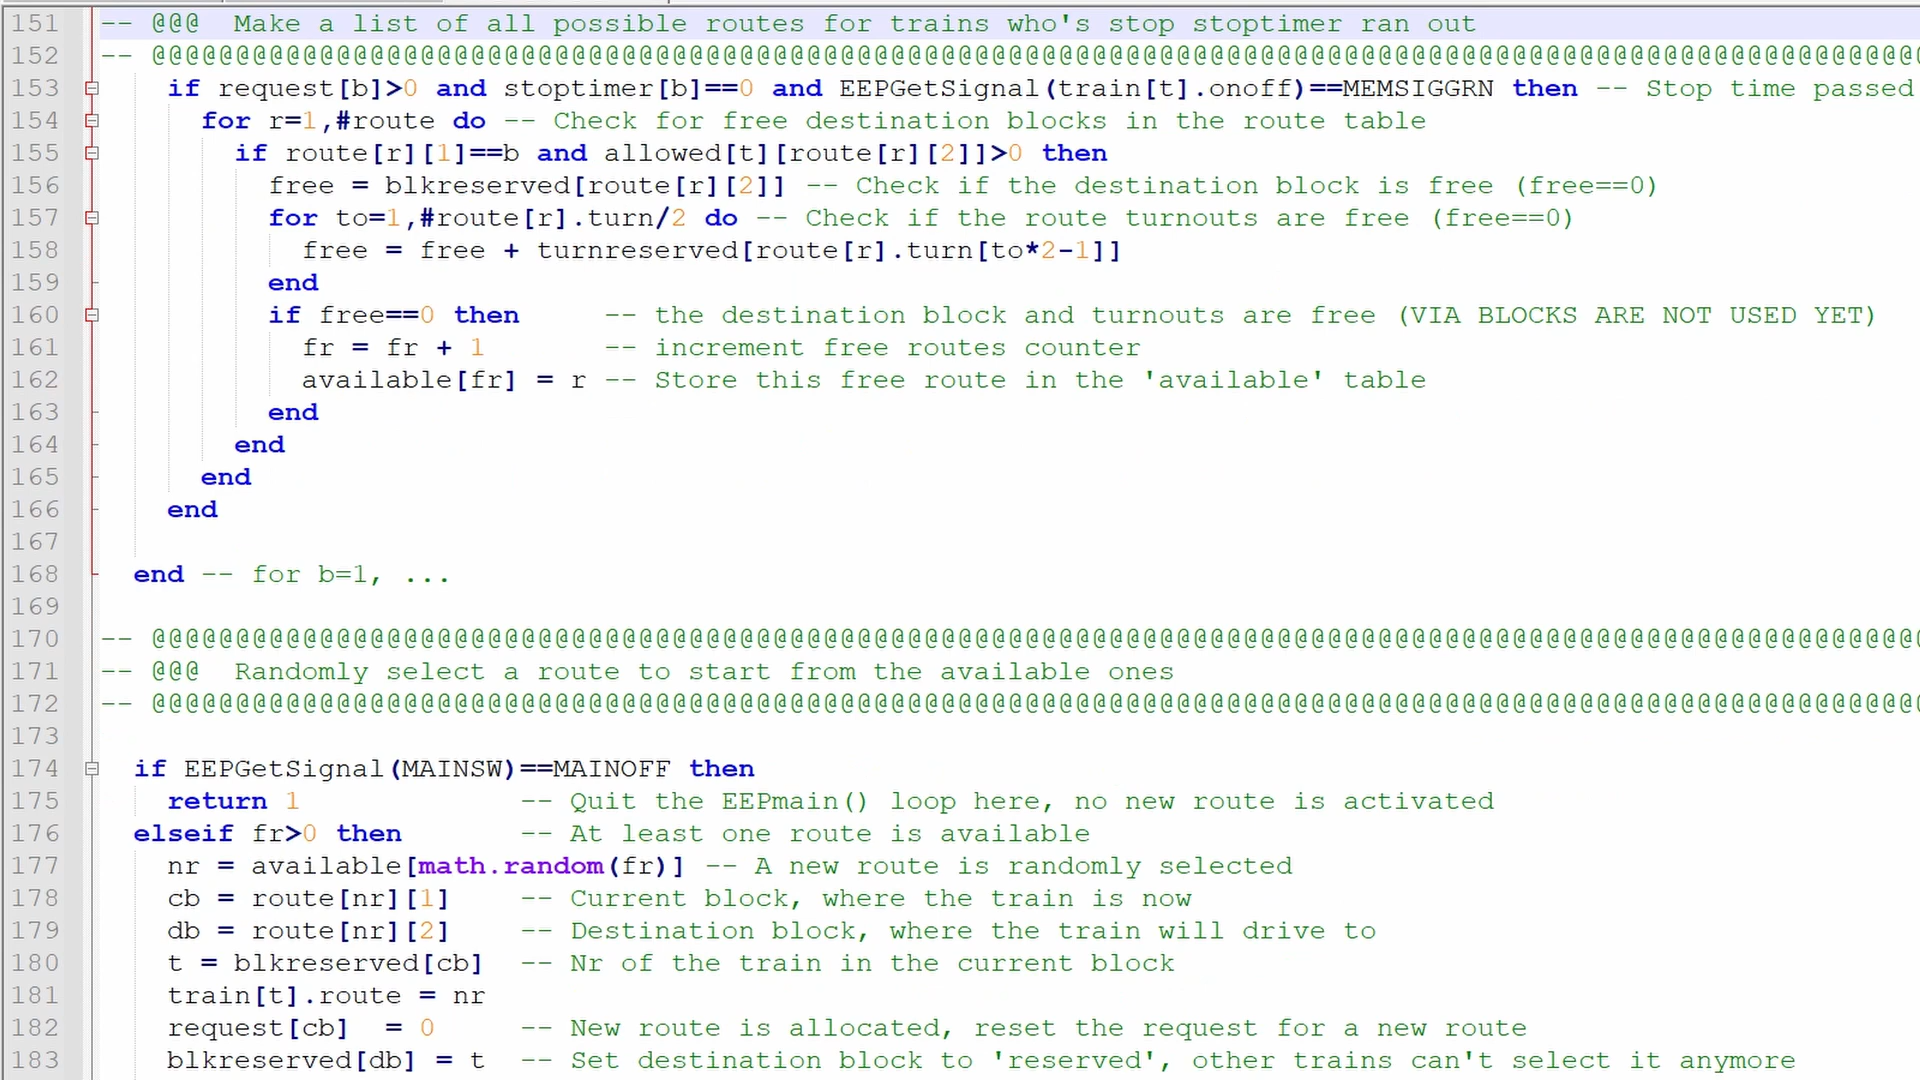 151 -- @@@  Make a list of all possible routes for trains who's stop stoptimer ran out
152 -- @@@@@@@@@@@@@@@@@@@@@@@@@@@@@@@@@@@@@@@@@@@@@@@@@@@@@@@@@@@@@@@@@@@@@@@@@@@@@@@@@@@@@@@@@@@@@@@@@@@@@@@@@
153     if request[b]>0 and stoptimer[b]==0 and EEPGetSignal(train[t].onoff)==MEMSIGGRN then -- Stop time passed
154       for r=1,#route do -- Check for free destination blocks in the route table
155         if route[r][1]==b and allowed[t][route[r][2]]>0 then
156           free = blkreserved[route[r][2]] -- Check if the destination block is free (free==0)
157           for to=1,#route[r].turn/2 do -- Check if the route turnouts are free (free==0)
158             free = free + turnreserved[route[r].turn[to*2-1]]
159           end
160           if free==0 then     -- the destination block and turnouts are free (VIA BLOCKS ARE NOT USED YET)
161             fr = fr + 1       -- increment free routes counter
162             available[fr] = r -- Store this free route in the 'available' table
163           end
164         end
165       end
166     end
167
168   end -- for b=1, ...
169
170 -- @@@@@@@@@@@@@@@@@@@@@@@@@@@@@@@@@@@@@@@@@@@@@@@@@@@@@@@@@@@@@@@@@@@@@@@@@@@@@@@@@@@@@@@@@@@@@@@@@@@@@@@@@
171 -- @@@  Randomly select a route to start from the available ones
172 -- @@@@@@@@@@@@@@@@@@@@@@@@@@@@@@@@@@@@@@@@@@@@@@@@@@@@@@@@@@@@@@@@@@@@@@@@@@@@@@@@@@@@@@@@@@@@@@@@@@@@@@@@@
173
174   if EEPGetSignal(MAINSW)==MAINOFF then
175     return 1             -- Quit the EEPmain() loop here, no new route is activated
176   elseif fr>0 then       -- At least one route is available
177     nr = available[math.random(fr)] -- A new route is randomly selected
178     cb = route[nr][1]    -- Current block, where the train is now
179     db = route[nr][2]    -- Destination block, where the train will drive to
180     t = blkreserved[cb]  -- Nr of the train in the current block
181     train[t].route = nr
182     request[cb]  = 0     -- New route is allocated, reset the request for a new route
183     blkreserved[db] = t  -- Set destination block to 'reserved', other trains can't select it anymore